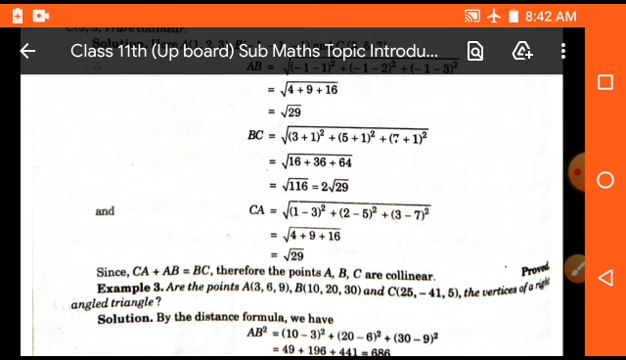 8:42 AM
Class 11th (Up board) Sub Maths Topic Introdu...
∴ AB = √(−1 − 1)² + (−1 − 2)² + (−1 − 3)²
= √4 + 9 + 16
= √29
BC = √(3 + 1)² + (5 + 1)² + (7 + 1)²
= √16 + 36 + 64
= √116 = 2√29
and CA = √(1 − 3)² + (2 − 5)² + (3 − 7)²
= √4 + 9 + 16
= √29
Since, CA + AB = BC, therefore the points A, B, C are collinear. Proved
Example 3. Are the points A(3, 6, 9), B(10, 20, 30) and C(25, – 41, 5), the vertices of a right
angled triangle?
Solution. By the distance formula, we have
AB² = (10 − 3)² + (20 − 6)² + (30 − 9)²
= 49 + 196 + 441 = 686